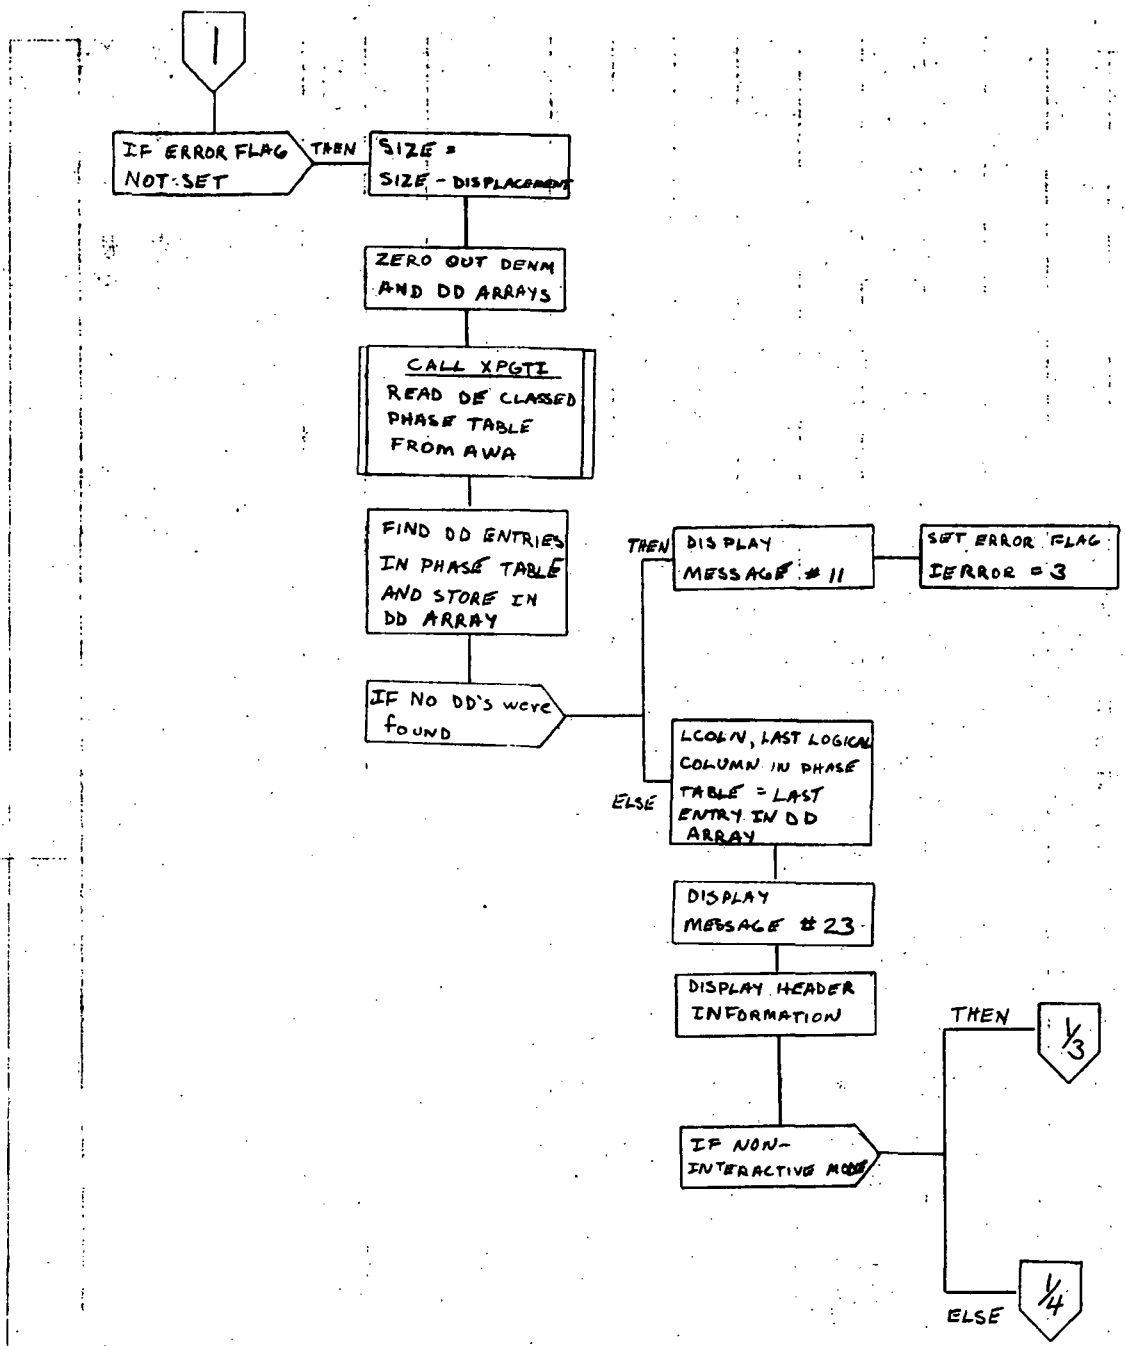 1
IF ERROR FLAG
NOT SET
THEN
SIZE =
SIZE - DISPLACEMENT
ZERO OUT DENM
AND DD ARRAYS
CALL XPGTI
READ DE CLASSED
PHASE TABLE
FROM AWA
FIND DD ENTRIES
IN PHASE TABLE
AND STORE IN
DD ARRAY
IF NO DD'S were
found
THEN
DISPLAY
MESSAGE # 11
SET ERROR FLAG
IERROR = 3
ELSE
LCOLN, LAST LOGICAL
COLUMN IN PHASE
TABLE = LAST
ENTRY IN DD
ARRAY
DISPLAY
MESSAGE # 23
DISPLAY HEADER
INFORMATION
IF NON-
INTERACTIVE MODE
THEN
1/3
ELSE
1/4